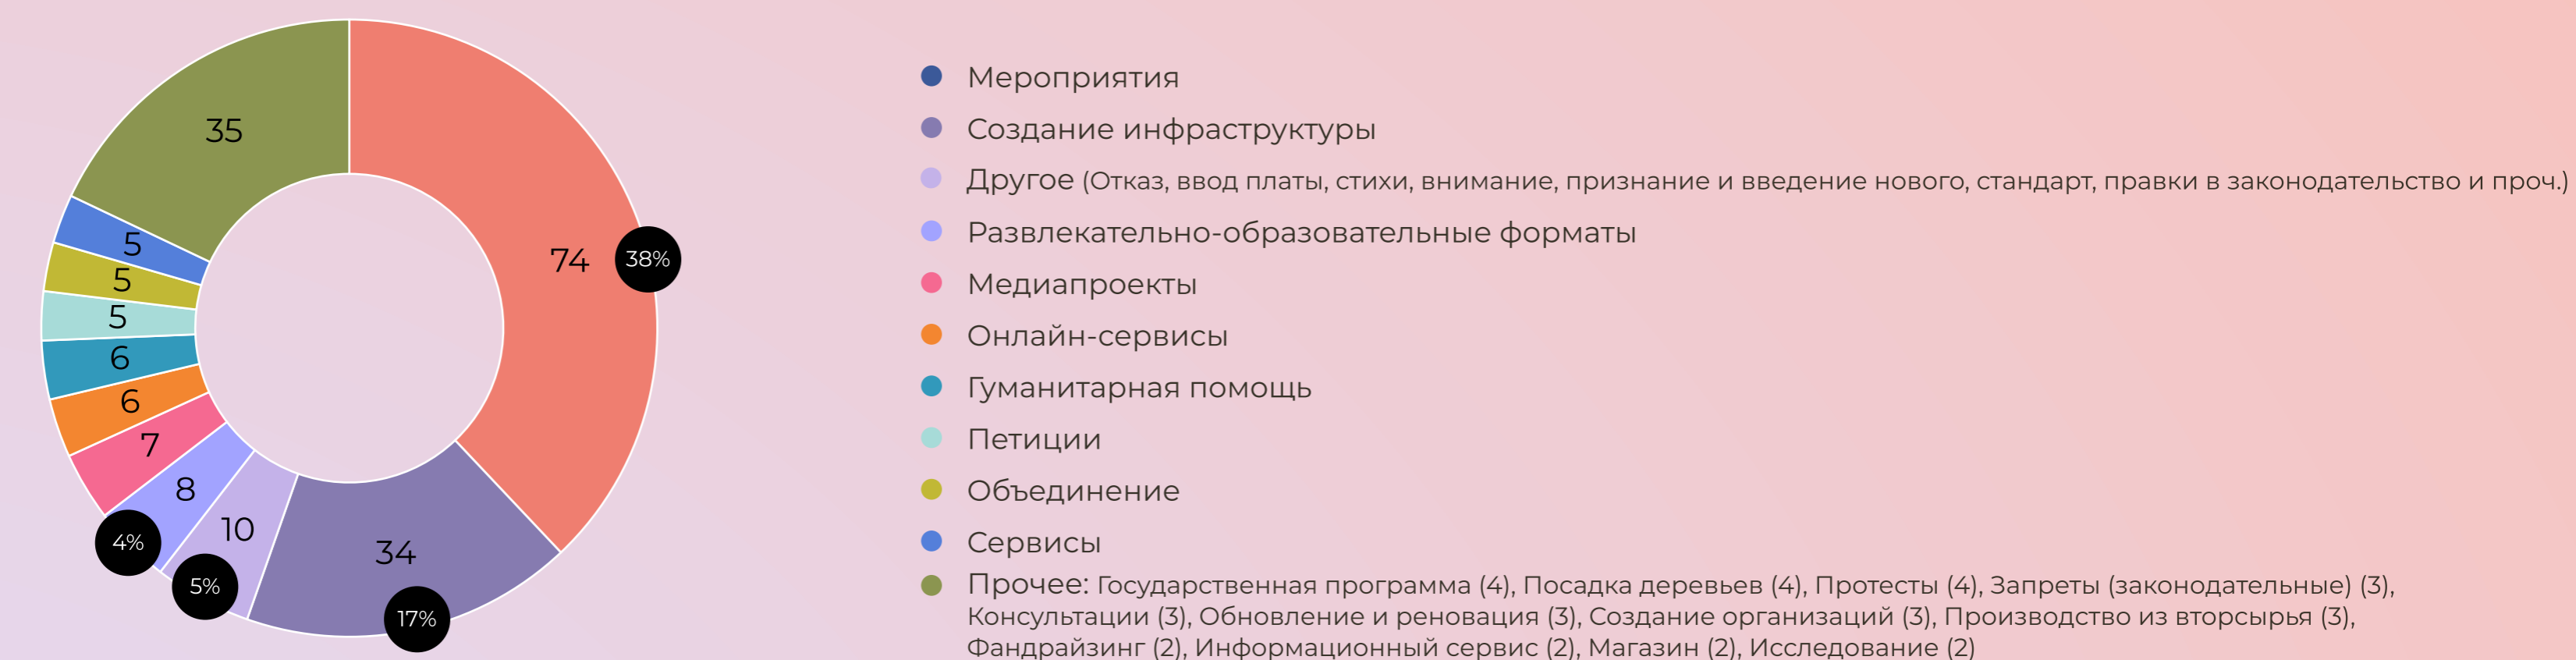 35
74
38%
5
5
5
6
6
7
8
10
34
4%
5%
17%
Мероприятия
Создание инфраструктуры
Другое (Отказ, ввод платы, стихи, внимание, признание и введение нового, стандарт, правки в законодательство и проч.)
Развлекательно-образовательные форматы
Медиапроекты
Онлайн-сервисы
Гуманитарная помощь
Петиции
Объединение
Сервисы
Прочее: Государственная программа (4), Посадка деревьев (4), Протесты (4), Запреты (законодательные) (3),
Консультации (3), Обновление и реновация (3), Создание организаций (3), Производство из вторсырья (3),
Фандрайзинг (2), Информационный сервис (2), Магазин (2), Исследование (2)